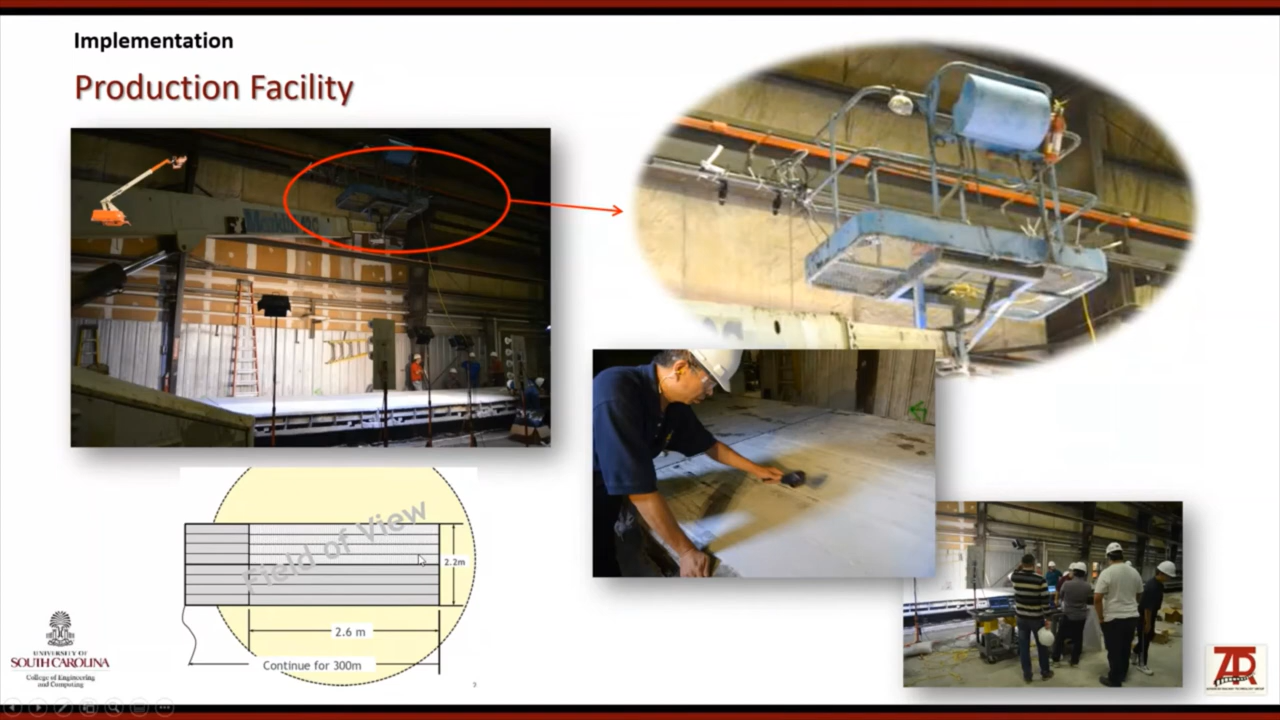 Implementation
Production Facility
Field of View
2.2m
2.6 m
Continue for 300m
3
UNIVERSITY OF
SOUTH CAROLINA
College of Engineering
and Computing